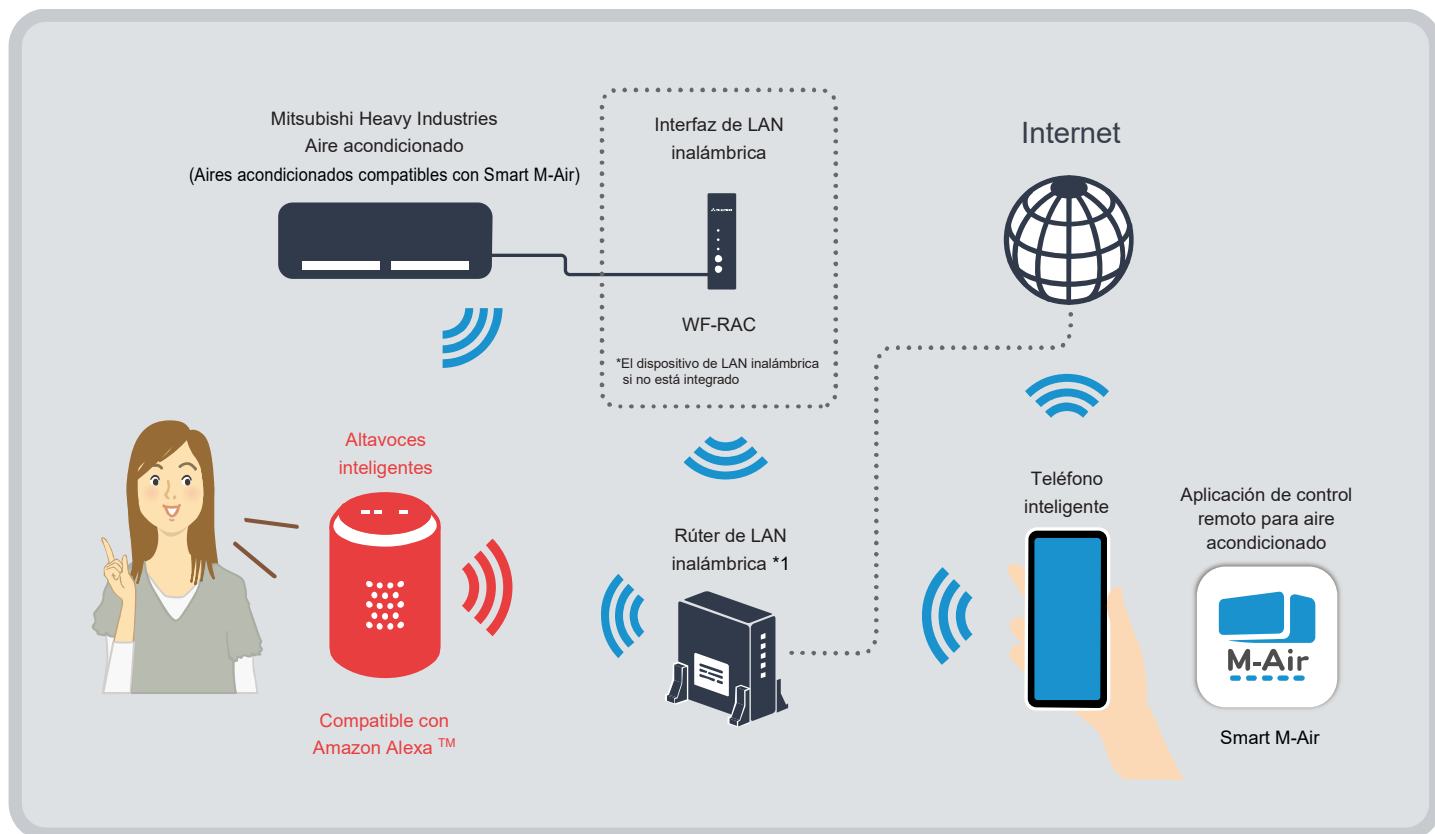 Mitsubishi Heavy Industries
Aire acondicionado
(Aires acondicionados compatibles con Smart M-Air)
Interfaz de LAN
inalámbrica
WF-RAC
*El dispositivo de LAN inalámbrica
si no está integrado
Internet
Altavoces
inteligentes
Compatible con
Amazon Alexa TM
Rúter de LAN
inalámbrica *1
Teléfono
inteligente
Aplicación de control
remoto para aire
acondicionado
M-Air
Smart M-Air